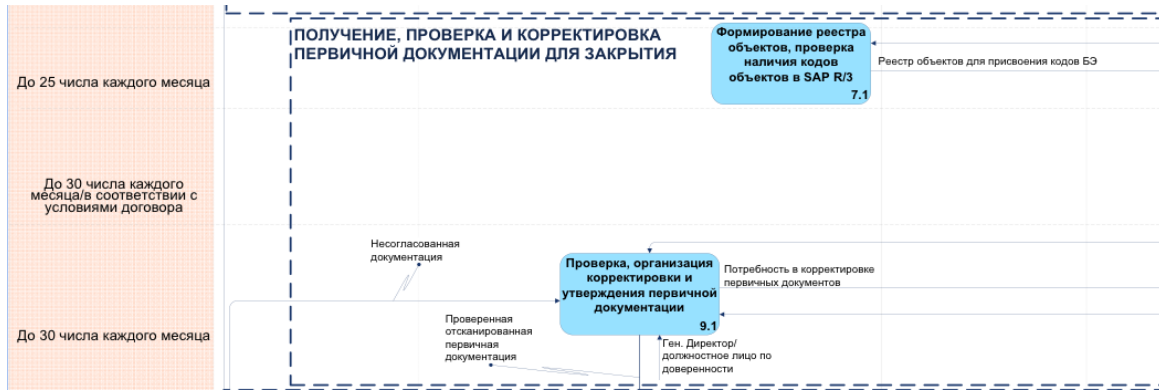 ПОЛУЧЕНИЕ, ПРОВЕРКА И КОРРЕКТИРОВКА
ПЕРВИЧНОЙ ДОКУМЕНТАЦИИ ДЛЯ ЗАКРЫТИЯ
Формирование реестра
объектов, проверка
наличия кодов
объектов в SAP R/3
7.1
Реестр объектов для присвоения кодов БЭ
До 25 числа каждого месяца
До 30 числа каждого
месяца/в соответствии с
условиями договора
Несогласованная
документация
Проверка, организация
корректировки и
утверждения первичной
документации
9.1
Потребность в корректировке
первичных документов
До 30 числа каждого месяца
Проверенная
отсканированная
первичная
документация
Ген. Директор/
должностное лицо по
доверенности